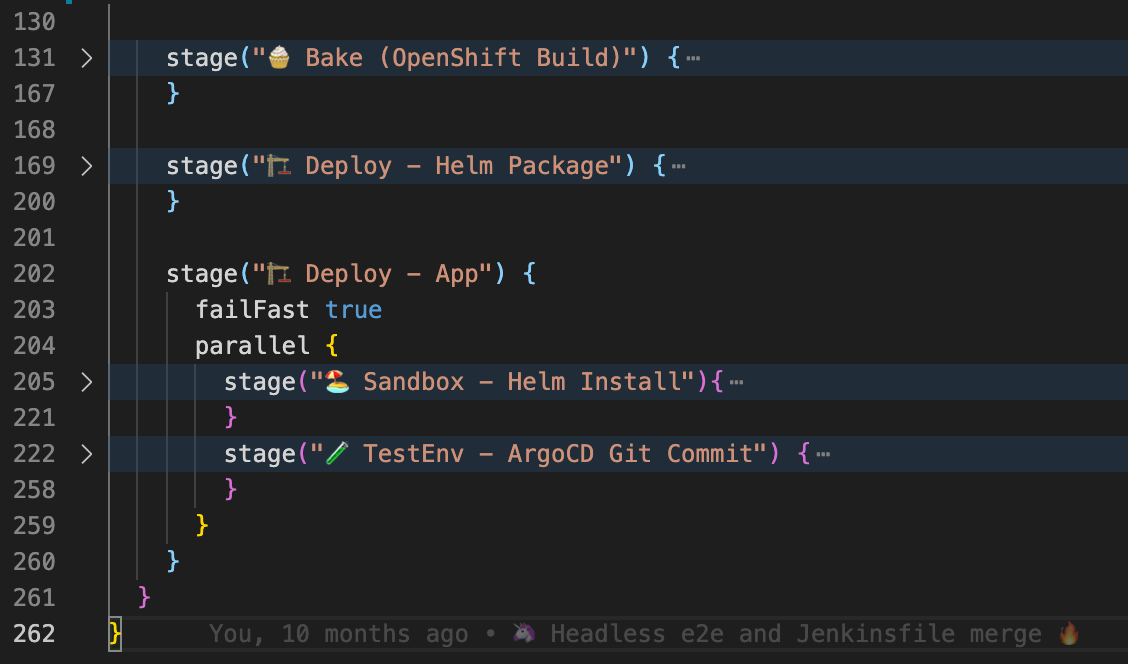 130
131 > stage("🧁 Bake (OpenShift Build)") {⋯
167 }
168
169 > stage("🏗️ Deploy - Helm Package") {⋯
200 }
201
202 stage("🏗️ Deploy - App") {
203 failFast true
204 parallel {
205 > stage("🏖️ Sandbox - Helm Install"){⋯
221 }
222 > stage("🧪 TestEnv - ArgoCD Git Commit") {⋯
258 }
259 }
260 }
261 }
262 } You, 10 months ago • 🦄 Headless e2e and Jenkinsfile merge 🔥